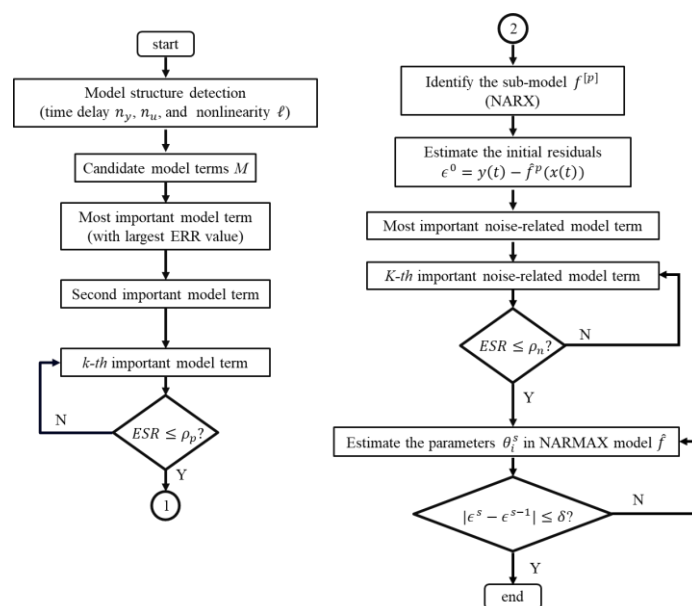 start
Model structure detection
(time delay n_y, n_u, and nonlinearity ℓ)
Candidate model terms M
Most important model term
(with largest ERR value)
Second important model term
k-th important model term
N
ESR ≤ ρ_p?
Y
1
2
Identify the sub-model f^[p]
(NARX)
Estimate the initial residuals
ϵ^0 = y(t) − f̂^p(x(t))
Most important noise-related model term
K-th important noise-related model term
N
ESR ≤ ρ_n?
Y
Estimate the parameters θ_i^s in NARMAX model f̂
N
|ϵ^s − ϵ^{s−1}| ≤ δ?
Y
end